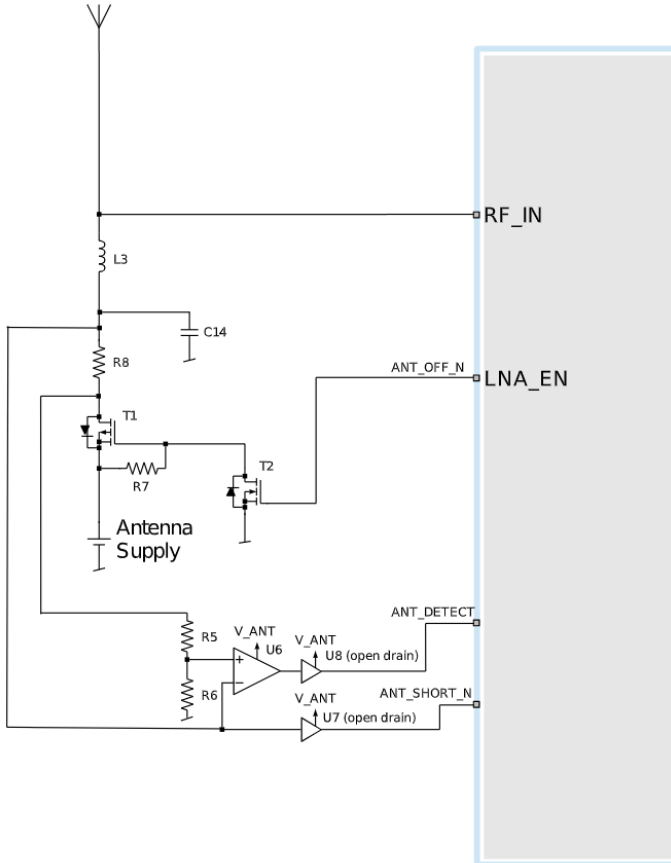 RF_IN
L3
C14
R8
ANT_OFF_N
LNA_EN
T1
T2
R7
Antenna
Supply
ANT_DETECT
R5
V_ANT
U6
V_ANT
U8 (open drain)
+
−
R6
ANT_SHORT_N
V_ANT
U7 (open drain)